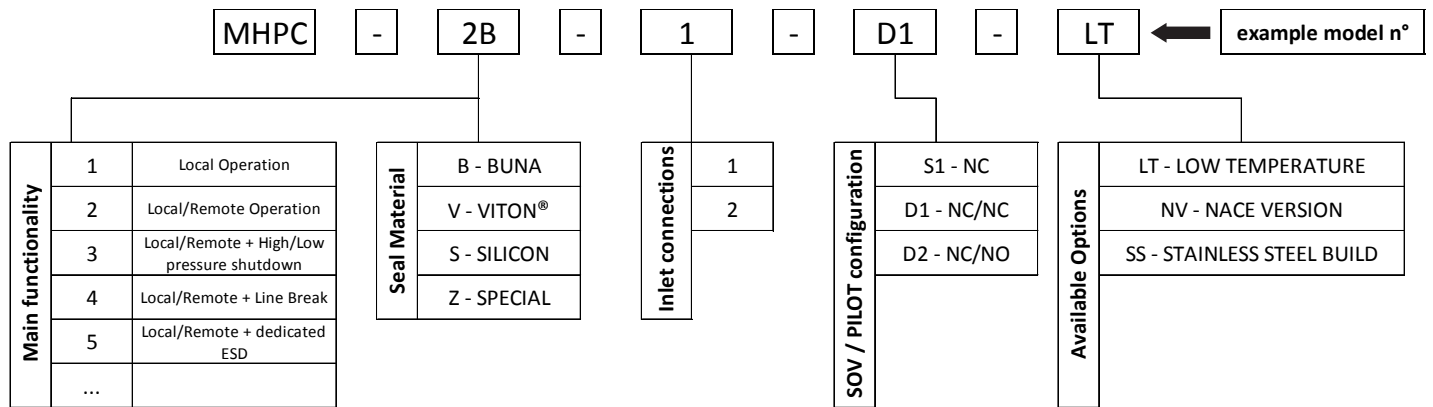 MHPC - 2B - 1 - D1 - LT example model n°
Main functionality
1 Local Operation
2 Local/Remote Operation
3 Local/Remote + High/Low
pressure shutdown
4 Local/Remote + Line Break
5 Local/Remote + dedicated
ESD
...
Seal Material
B - BUNA
V - VITON®
S - SILICON
Z - SPECIAL
Inlet connections
1
2
SOV / PILOT configuration
S1 - NC
D1 - NC/NC
D2 - NC/NO
Available Options
LT - LOW TEMPERATURE
NV - NACE VERSION
SS - STAINLESS STEEL BUILD